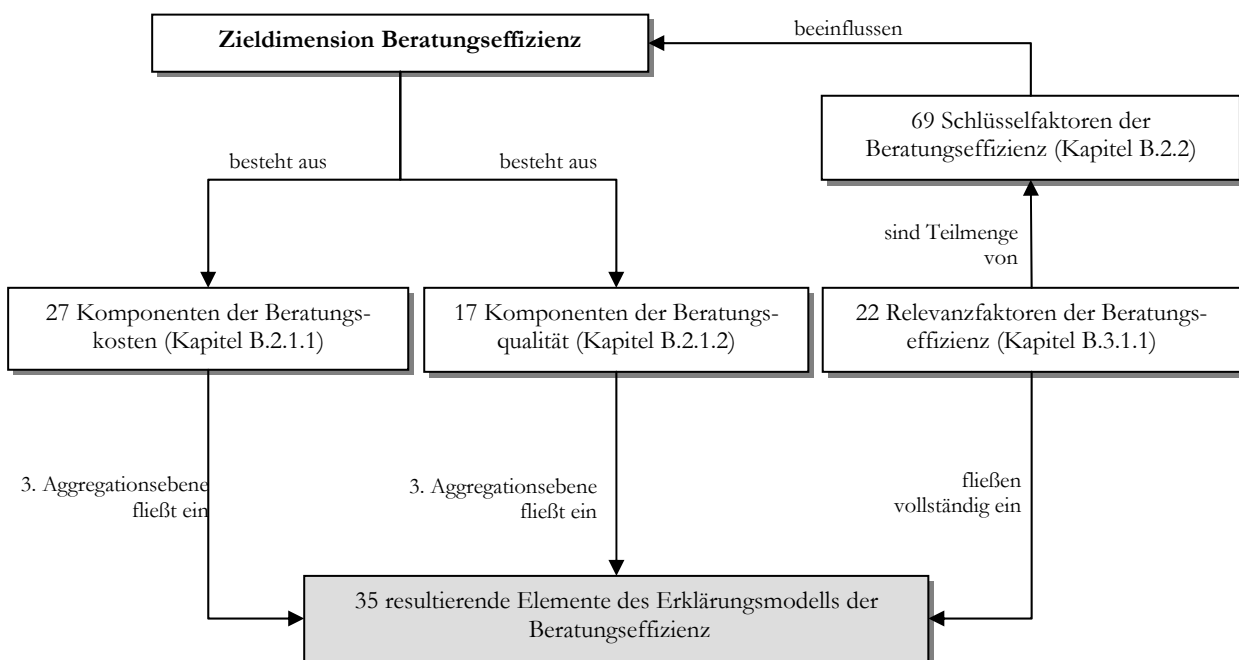 Zieldimension Beratungseffizienz
beeinflussen
69 Schlüsselfaktoren der
Beratungseffizienz (Kapitel B.2.2)
besteht aus
besteht aus
sind Teilmenge
von
27 Komponenten der Beratungs-
kosten (Kapitel B.2.1.1)
17 Komponenten der Beratungs-
qualität (Kapitel B.2.1.2)
22 Relevanzfaktoren der Beratungs-
effizienz (Kapitel B.3.1.1)
3. Aggregationsebene
fließt ein
3. Aggregationsebene
fließt ein
fließen
vollständig ein
35 resultierende Elemente des Erklärungsmodells der
Beratungseffizienz